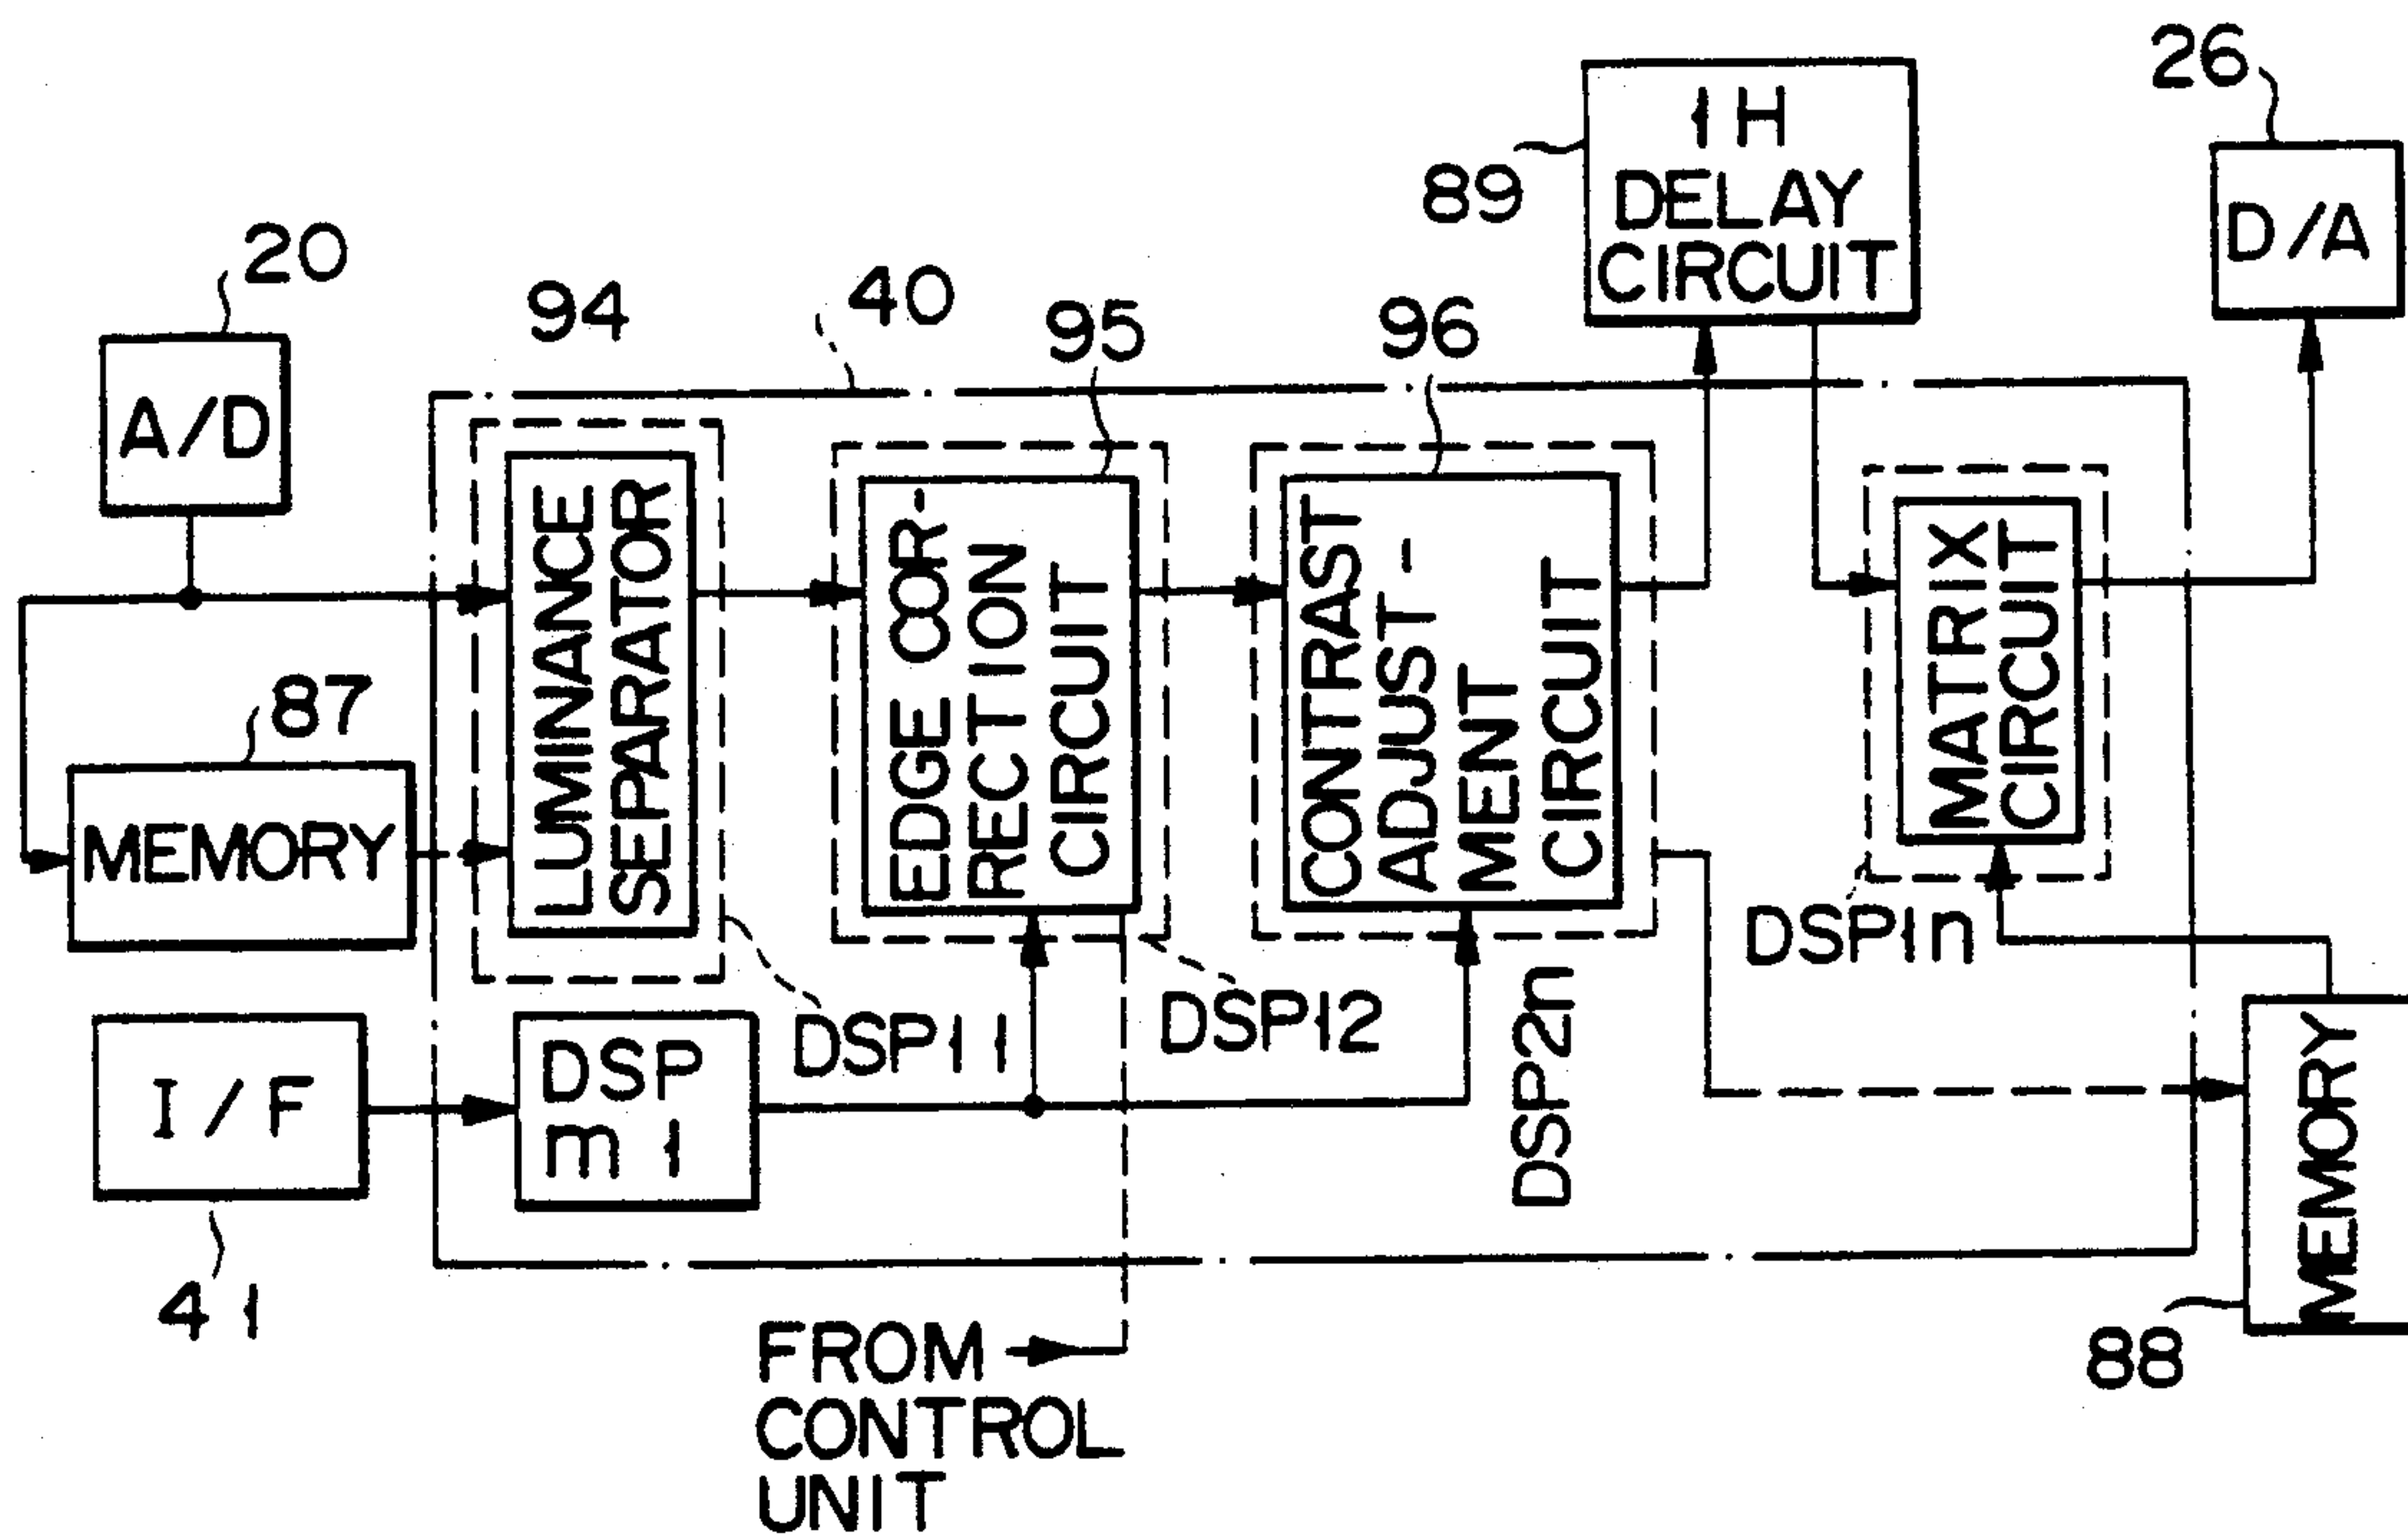 26
1H
DELAY
CIRCUIT
89
D/A
20
94
40
95
96
A/D
LUMINANCE
SEPARATOR
EDGE COR-
RECTION
CIRCUIT
CONTRAST
ADJUST-
MENT
CIRCUIT
MATRIX
CIRCUIT
87
MEMORY
DSP1n
DSP11
DSP12
DSP2n
I/F
DSP
m1
MEMORY
41
88
FROM
CONTROL
UNIT